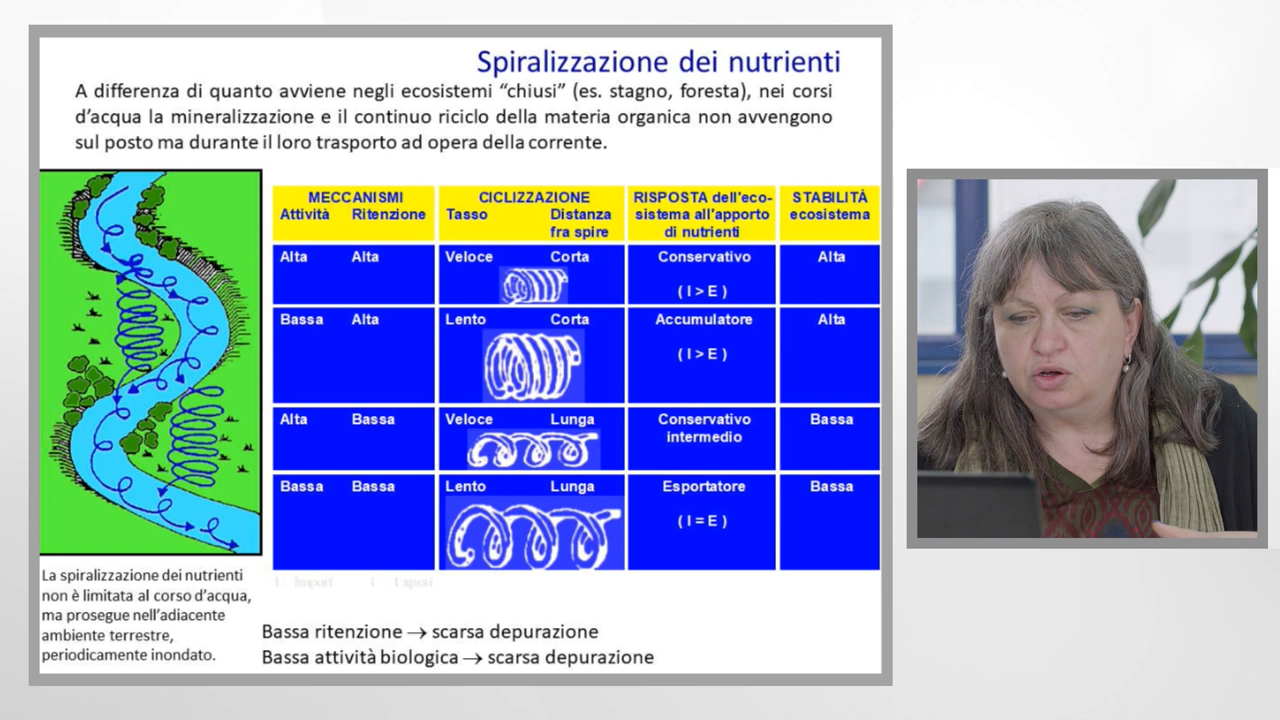 Spiralizzazione dei nutrienti
A differenza di quanto avviene negli ecosistemi “chiusi” (es. stagno, foresta), nei corsi
d’acqua la mineralizzazione e il continuo riciclo della materia organica non avvengono
sul posto ma durante il loro trasporto ad opera della corrente.
MECCANISMI CICLIZZAZIONE RISPOSTA dell'eco- STABILITÀ
Attività Ritenzione Tasso Distanza sistema all'apporto ecosistema
fra spire di nutrienti
Alta Alta Veloce Corta Conservativo Alta
( I > E )
Bassa Alta Lento Corta Accumulatore Alta
( I > E )
Alta Bassa Veloce Lunga Conservativo Bassa
intermedio
Bassa Bassa Lento Lunga Esportatore Bassa
( I = E )
La spiralizzazione dei nutrienti
non è limitata al corso d’acqua,
ma prosegue nell’adiacente
ambiente terrestre,
periodicamente inondato.
Bassa ritenzione → scarsa depurazione
Bassa attività biologica → scarsa depurazione